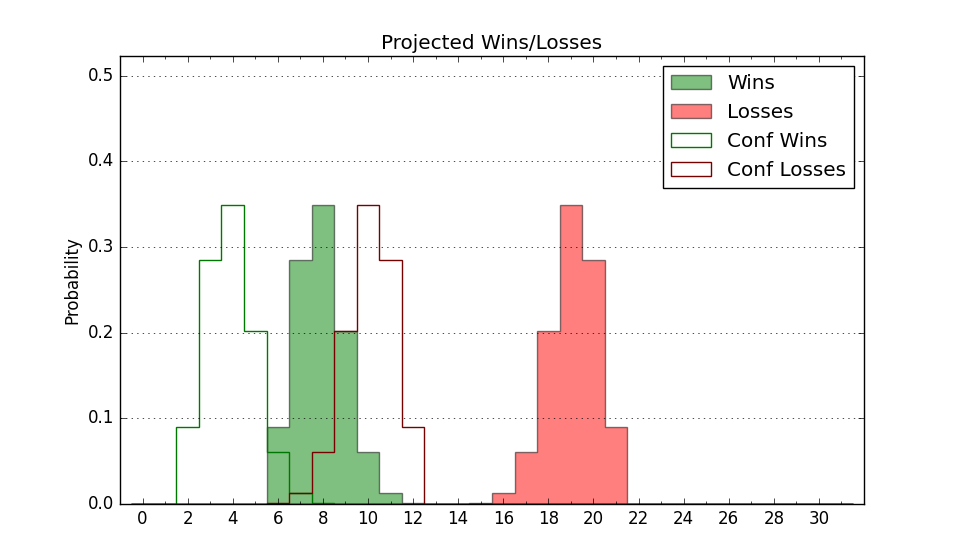 Projected Wins/Losses
Probability
0.5
0.4
0.3
0.2
0.1
0.0
Wins
Losses
Conf Wins
Conf Losses
0 2 4 6 8 10 12 14 16 18 20 22 24 26 28 30